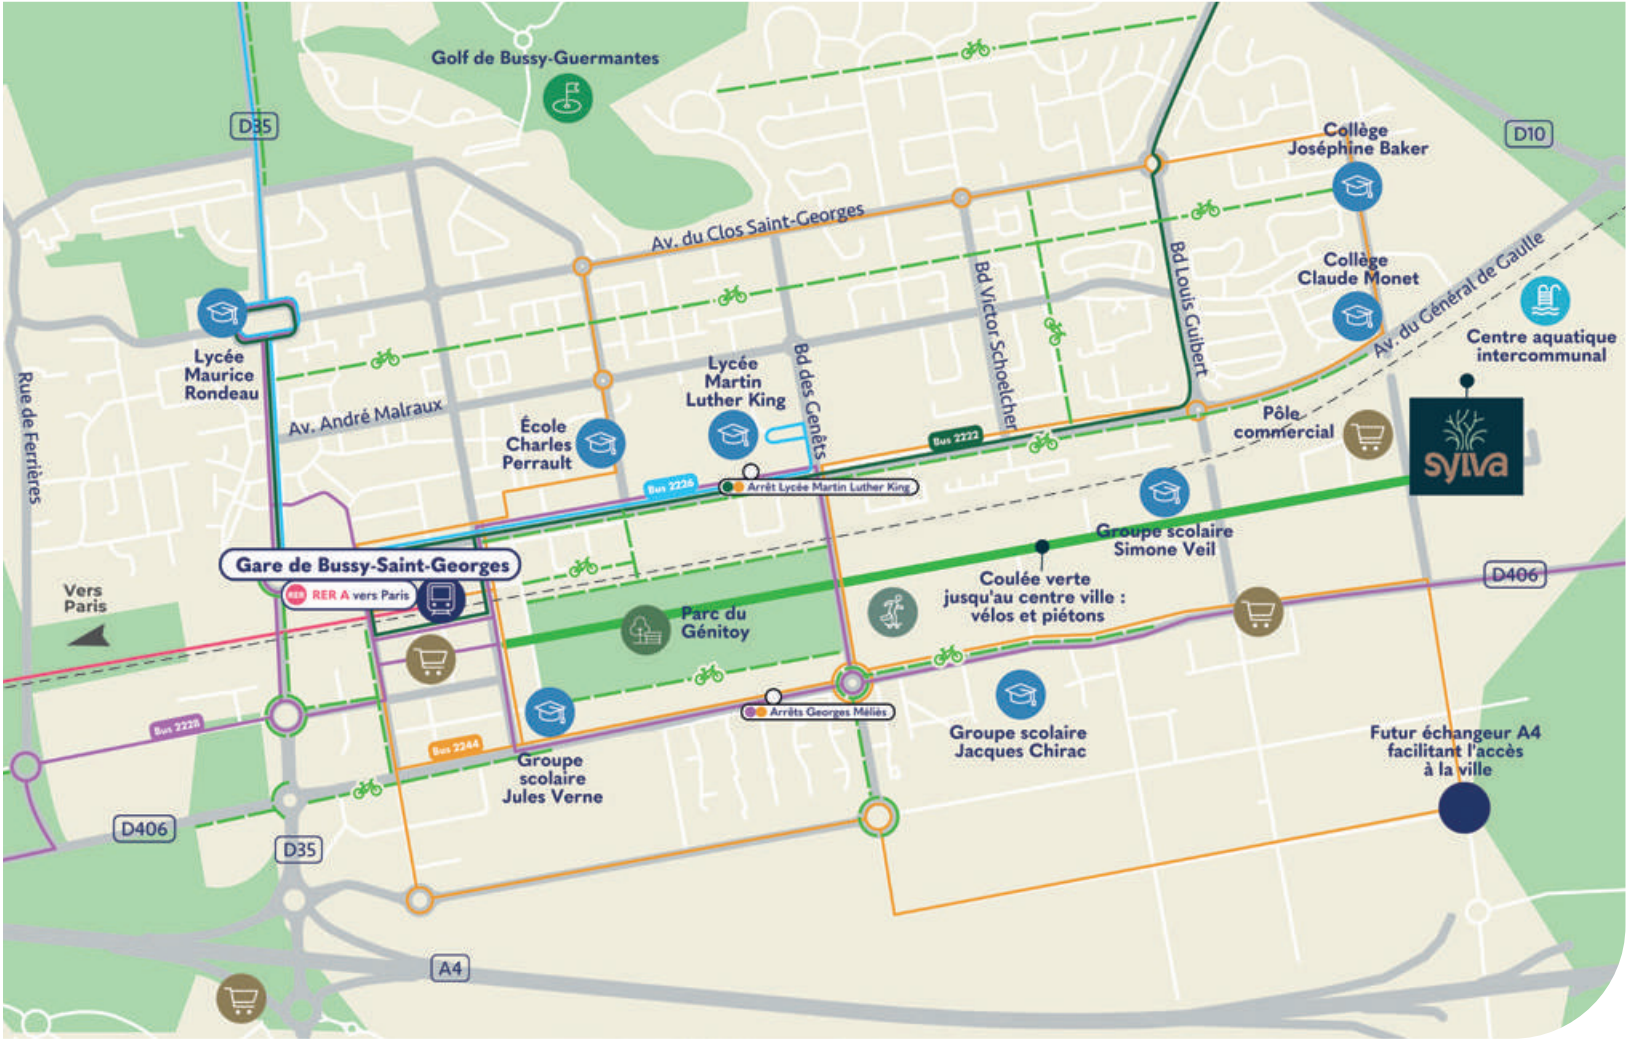 Golf de Bussy-Guermantes
D35
Collège
Joséphine Baker
D10
Av. du Clos Saint-Georges
Bd Victor Schoelcher
Bd Louis Guibert
Collège
Claude Monet
Av. du Général de Gaulle
Centre aquatique
intercommunal
Lycée
Maurice
Rondeau
Rue de Ferrières
Av. André Malraux
Lycée
Martin
Luther King
Bd des Genêts
École
Charles
Perrault
Pôle
commercial
sylva
Bus 2222
Bus 2226
Arrêt Lycée Martin Luther King
Groupe scolaire
Simone Veil
Gare de Bussy-Saint-Georges
RER RER A vers Paris
Vers
Paris
Coulée verte
jusqu'au centre ville :
vélos et piétons
D406
Parc du
Génitoy
Bus 2228
Arrêts Georges Méliès
Bus 2244
Groupe scolaire
Jacques Chirac
Futur échangeur A4
facilitant l'accès
à la ville
Groupe
scolaire
Jules Verne
D406
D35
A4